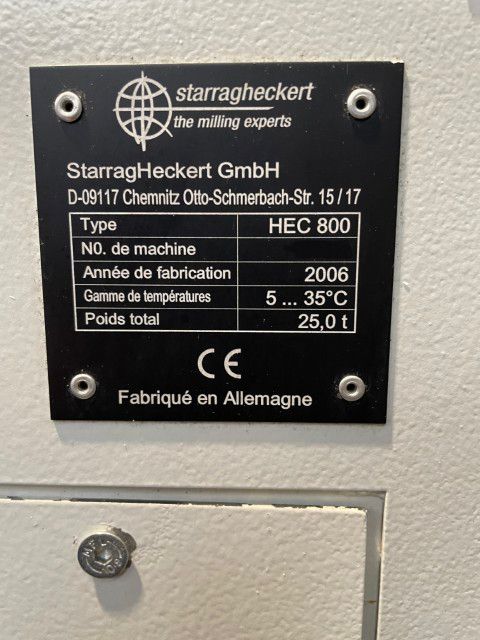 starragheckert
the milling experts
StarragHeckert GmbH
D-09117 Chemnitz Otto-Schmerbach-Str. 15 / 17
Type HEC 800
N0. de machine
Année de fabrication 2006
Gamme de températures 5 ... 35°C
Poids total 25,0 t
CE
Fabriqué en Allemagne